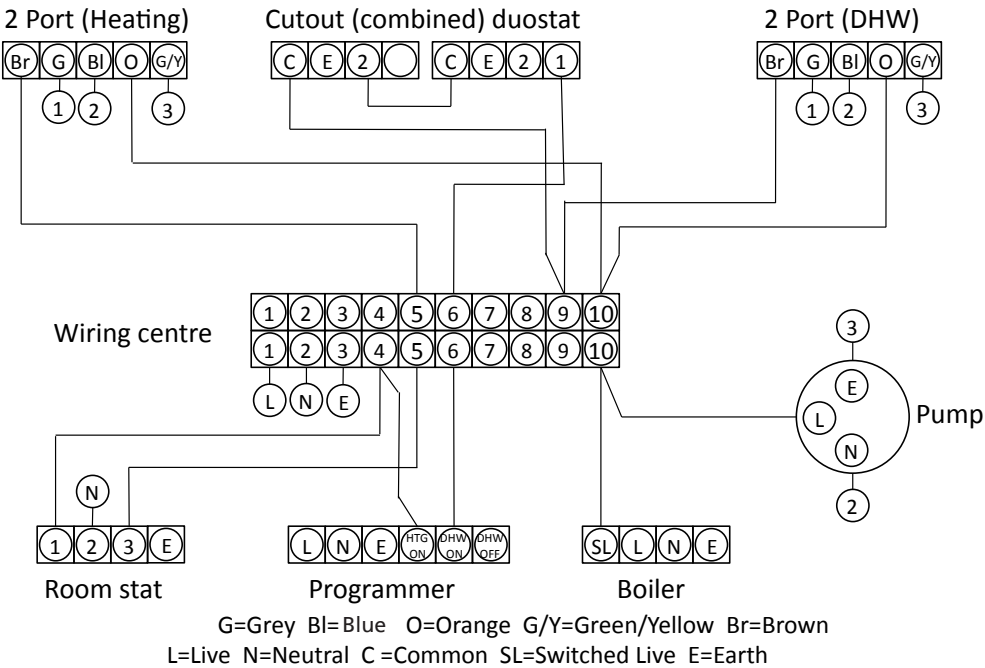 2 Port (Heating) Cutout (combined) duostat 2 Port (DHW)
Br G Bl O G/Y C E 2 C E 2 1 Br G Bl O G/Y
1 2 3 1 2 3
Wiring centre
1 2 3 4 5 6 7 8 9 10
1 2 3 4 5 6 7 8 9 10
L N E
3
E
L
N
2
Pump
N
1 2 3 E
Room stat
L N E HTG ON DHW ON DHW OFF
Programmer
SL L N E
Boiler
G=Grey Bl=Blue O=Orange G/Y=Green/Yellow Br=Brown
L=Live N=Neutral C =Common SL=Switched Live E=Earth